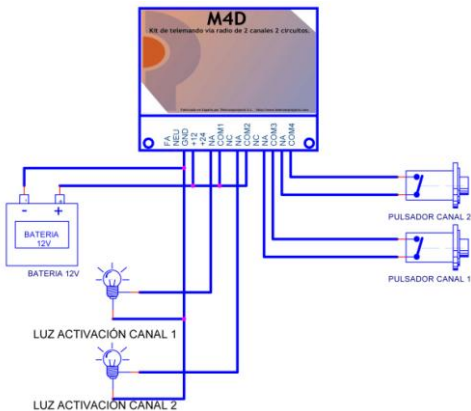 M4D
Kit de telemando via radio de 2 canales 2 circuitos.
FA
NEU
GND
+12
+24
NA
COM1
NC
NA
COM2
NC
NA
COM3
NA
COM4
- +
BATERIA
12V
BATERIA 12V
PULSADOR CANAL 2
PULSADOR CANAL 1
LUZ ACTIVACIÓN CANAL 1
LUZ ACTIVACIÓN CANAL 2